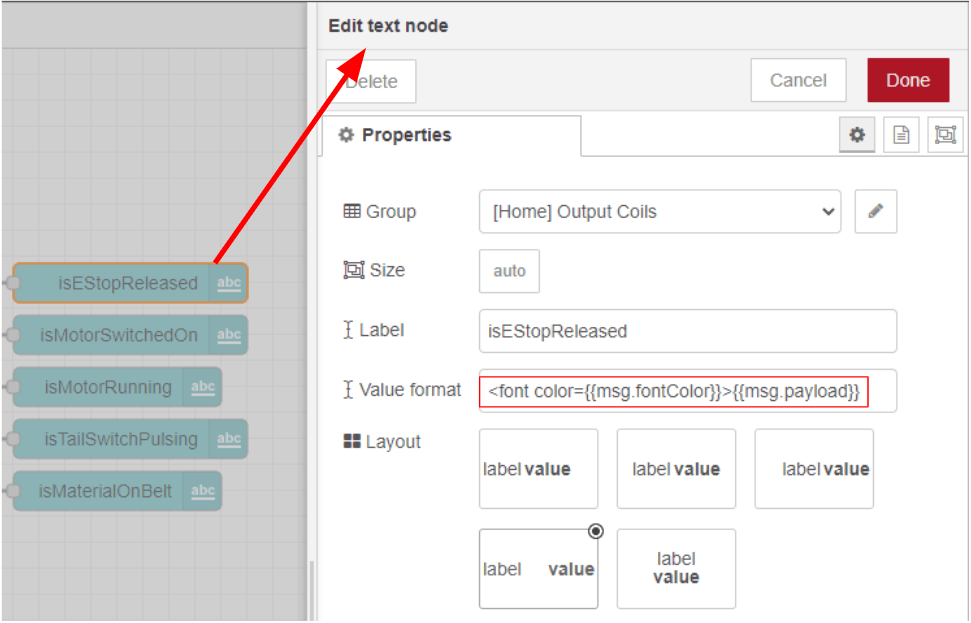 Edit text node
Delete
Cancel
Done
Properties
Group
[Home] Output Coils
Size
auto
Label
isEStopReleased
Value format
<font color={{msg.fontColor}}>{{msg.payload}}
Layout
label value
label value
label value
label value
label
value
isEStopReleased abc
isMotorSwitchedOn abc
isMotorRunning abc
isTailSwitchPulsing abc
isMaterialOnBelt abc